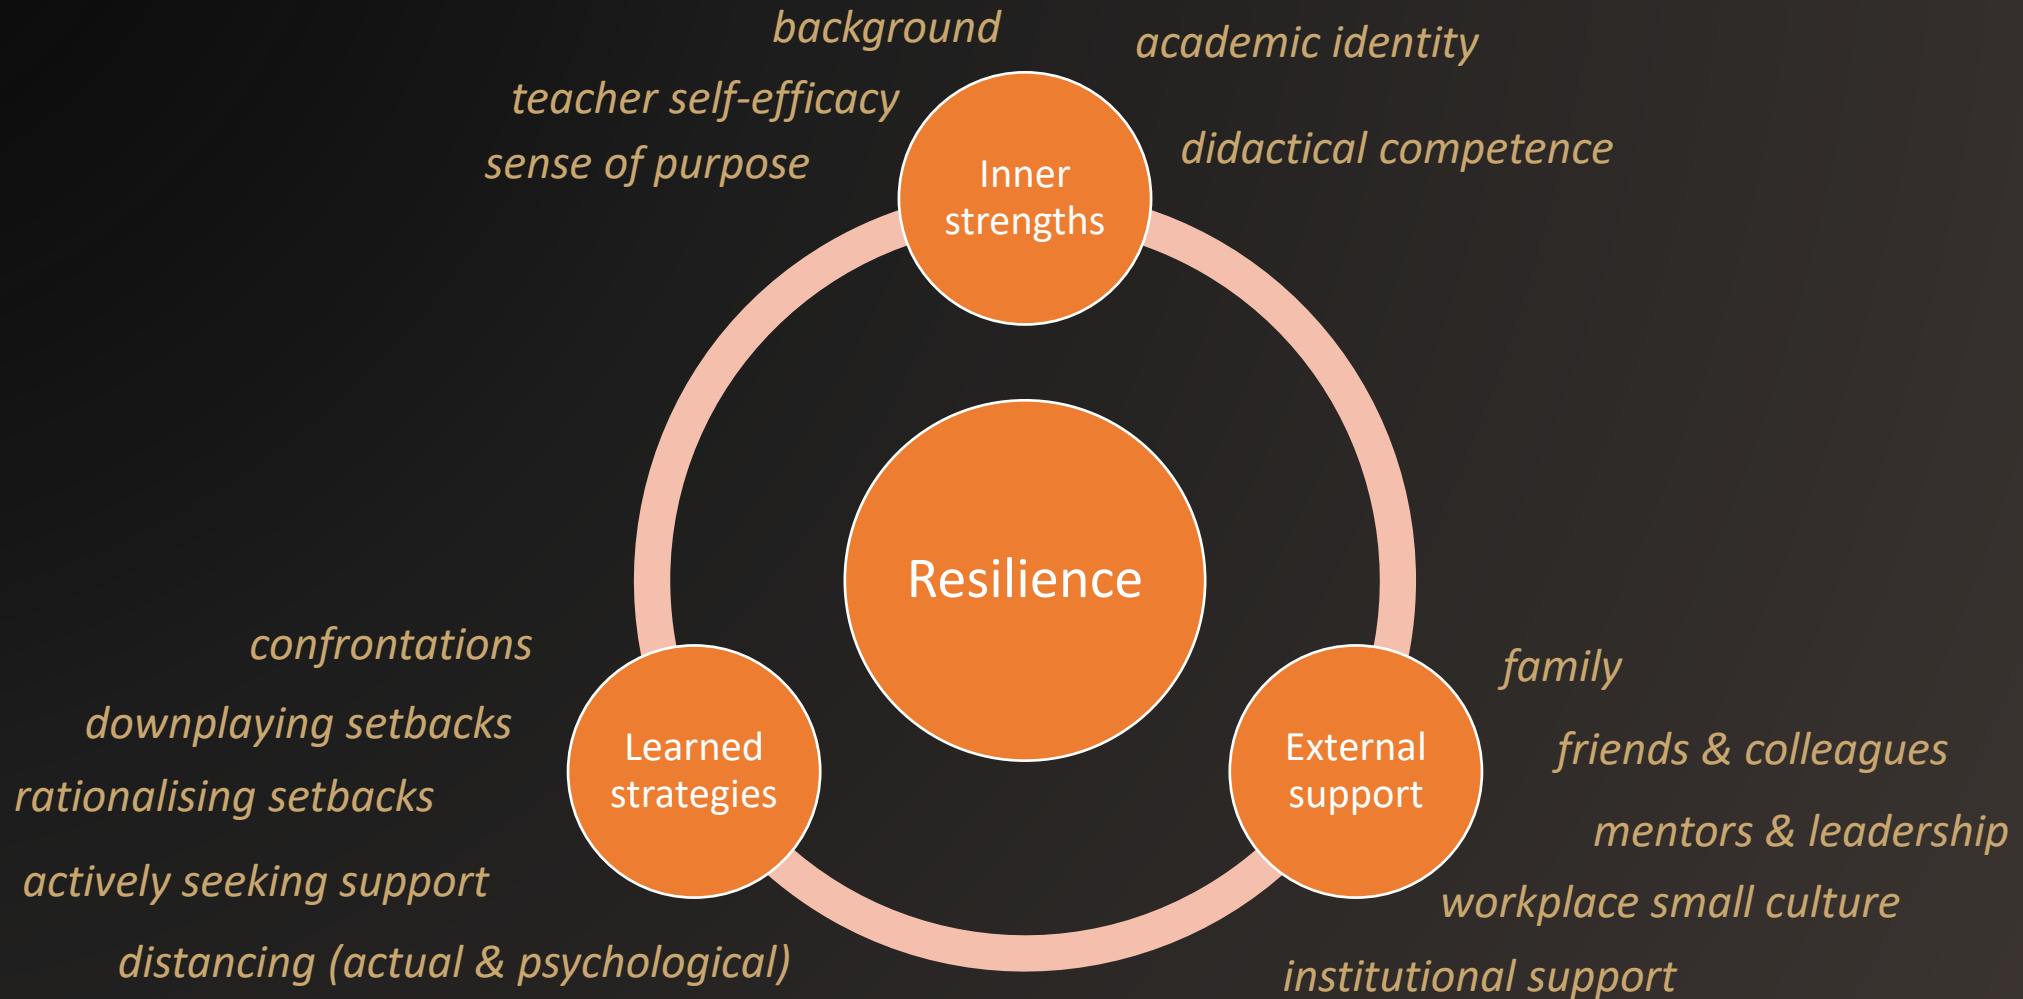 background
academic identity
teacher self-efficacy
sense of purpose
didactical competence
Inner
strengths
Resilience
confrontations
downplaying setbacks
rationalising setbacks
actively seeking support
distancing (actual & psychological)
Learned
strategies
External
support
family
friends & colleagues
mentors & leadership
workplace small culture
institutional support